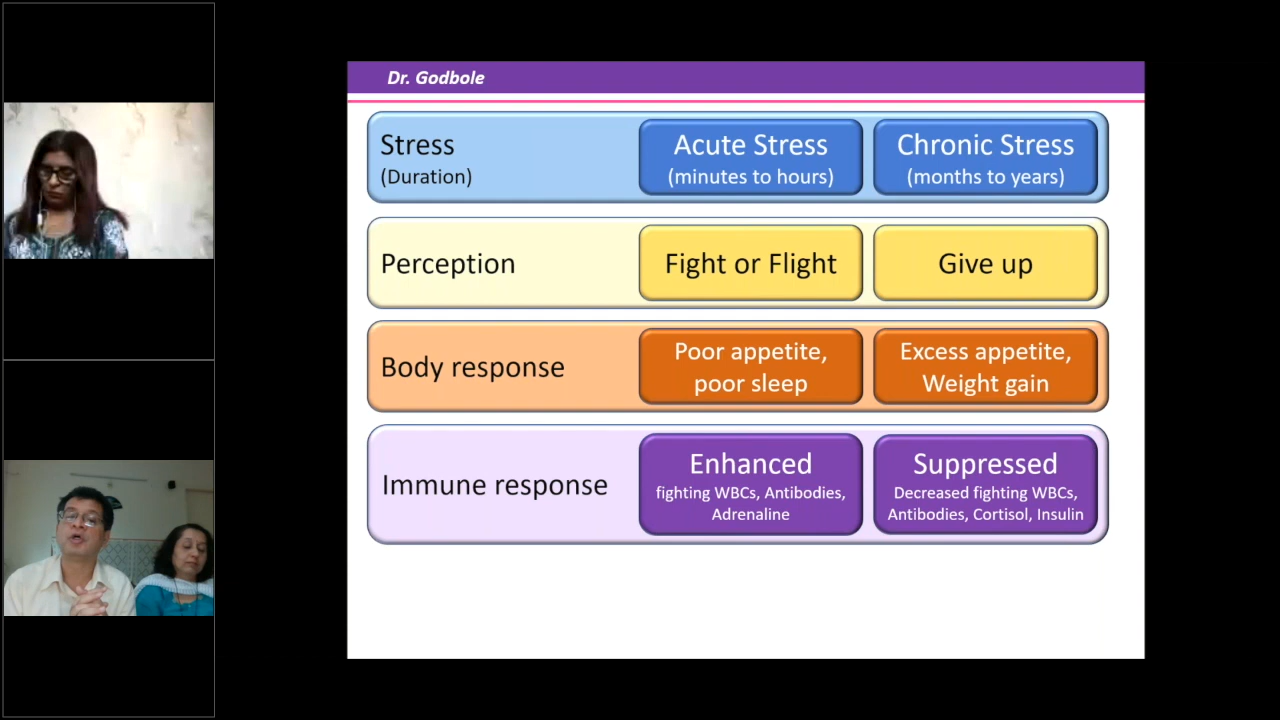 Dr. Godbole
Stress
(Duration)
Acute Stress
(minutes to hours)
Chronic Stress
(months to years)
Perception
Fight or Flight
Give up
Body response
Poor appetite,
poor sleep
Excess appetite,
Weight gain
Immune response
Enhanced
fighting WBCs, Antibodies,
Adrenaline
Suppressed
Decreased fighting WBCs,
Antibodies, Cortisol, Insulin